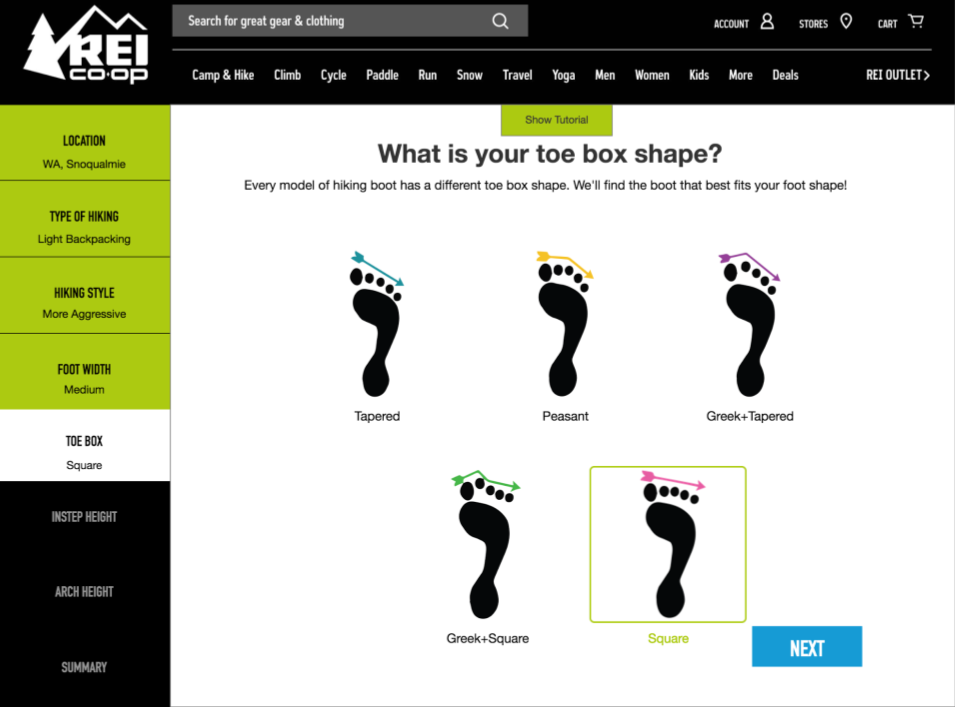 REI
co·op
Search for great gear & clothing
ACCOUNT
STORES
CART
Camp & Hike
Climb
Cycle
Paddle
Run
Snow
Travel
Yoga
Men
Women
Kids
More
Deals
REI OUTLET
LOCATION
WA, Snoqualmie
TYPE OF HIKING
Light Backpacking
HIKING STYLE
More Aggressive
FOOT WIDTH
Medium
TOE BOX
Square
INSTEP HEIGHT
ARCH HEIGHT
SUMMARY
Show Tutorial
What is your toe box shape?
Every model of hiking boot has a different toe box shape. We'll find the boot that best fits your foot shape!
Tapered
Peasant
Greek+Tapered
Greek+Square
Square
NEXT